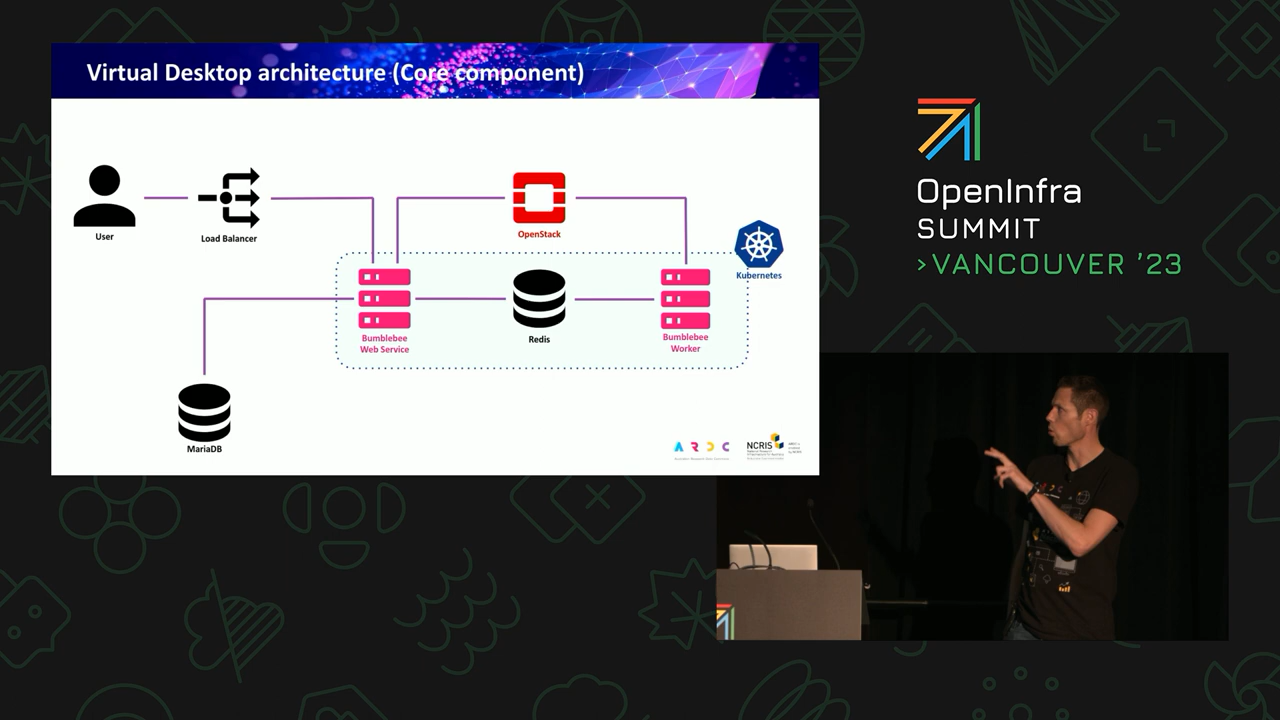 Virtual Desktop architecture (Core component)
User
Load Balancer
OpenStack
Kubernetes
Bumblebee
Web Service
Redis
Bumblebee
Worker
MariaDB
A R D C
NCRIS
OpenInfra
SUMMIT
>VANCOUVER '23